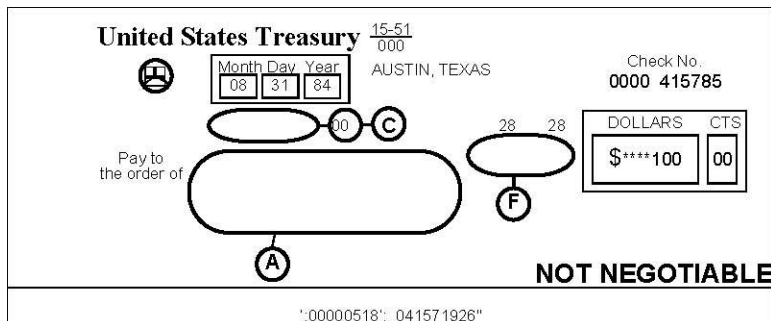 United States Treasury 15-51
000
AUSTIN, TEXAS
Month Day Year
08 31 84
Check No.
0000 415785
00 C
28 28
DOLLARS CTS
$****100 00
Pay to
the order of
F
A
NOT NEGOTIABLE
':00000518': 041571926"